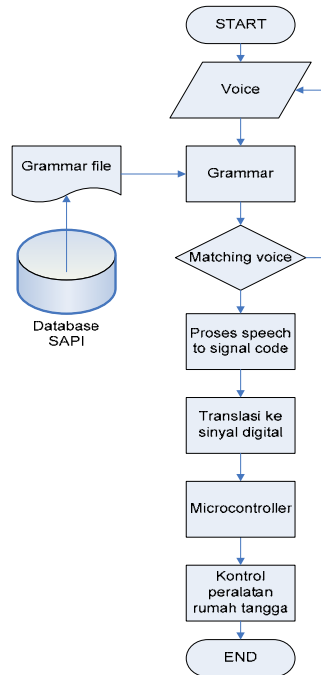 START
Voice
Grammar file
Grammar
Matching voice
Database
SAPI
Proses speech
to signal code
Translasi ke
sinyal digital
Microcontroller
Kontrol
peralatan
rumah tangga
END